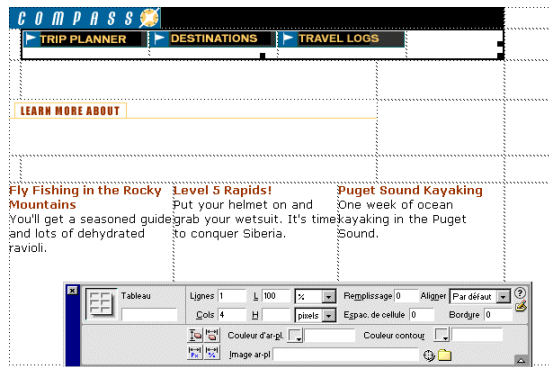 COMPASS
TRIP PLANNER DESTINATIONS TRAVEL LOGS
LEARN MORE ABOUT
Fly Fishing in the Rocky
Mountains
You'll get a seasoned guide
and lots of dehydrated
ravioli.
Level 5 Rapids!
Put your helmet on and
grab your wetsuit. It's time
to conquer Siberia.
Puget Sound Kayaking
One week of ocean
kayaking in the Puget
Sound.
Tableau Lignes 1 L 100 % Remplissage 0 Aligner Par défaut
Cols 4 H pixels Espac. de cellule 0 Bordure 0
Couleur d'ar-pl. Couleur contour
Image ar-pl